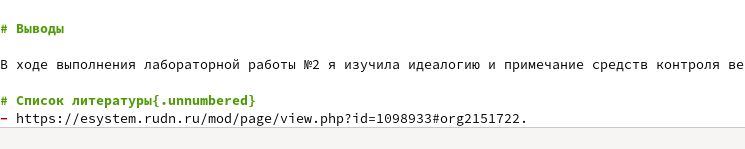 # Выводы
В ходе выполнения лабораторной работы №2 я изучила идеалогию и примечание средств контроля ве
# Список литературы{.unnumbered}
- https://esystem.rudn.ru/mod/page/view.php?id=1098933#org2151722.